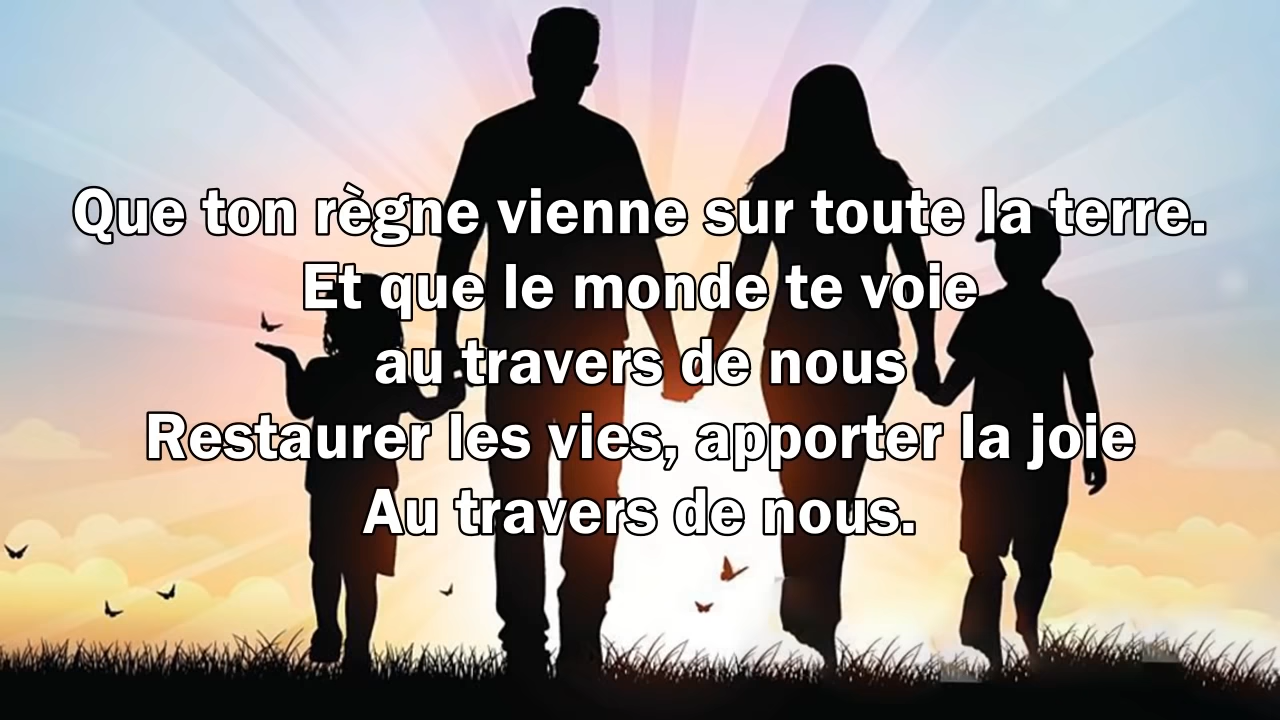 Que ton règne vienne sur toute la terre.
Et que le monde te voie
au travers de nous
Restaurer les vies, apporter la joie
Au travers de nous.